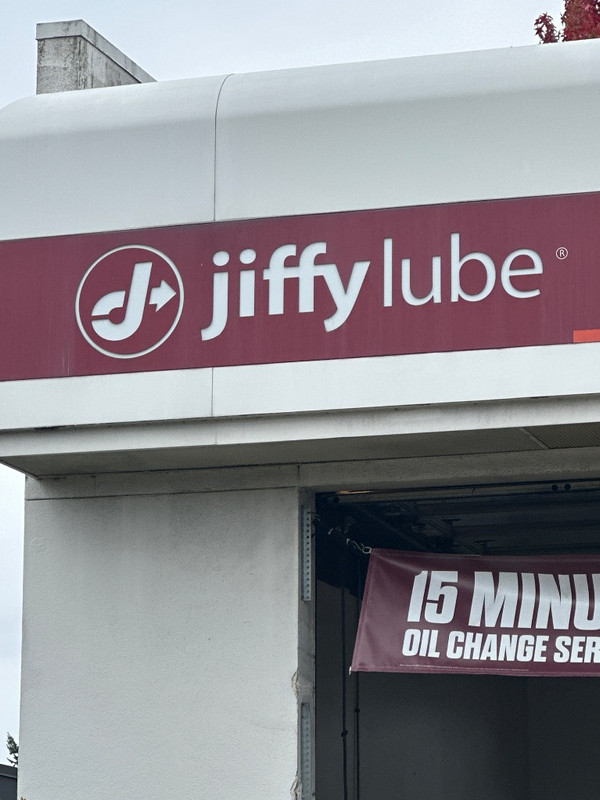 jiffy lube®
15 MINU
OIL CHANGE SER